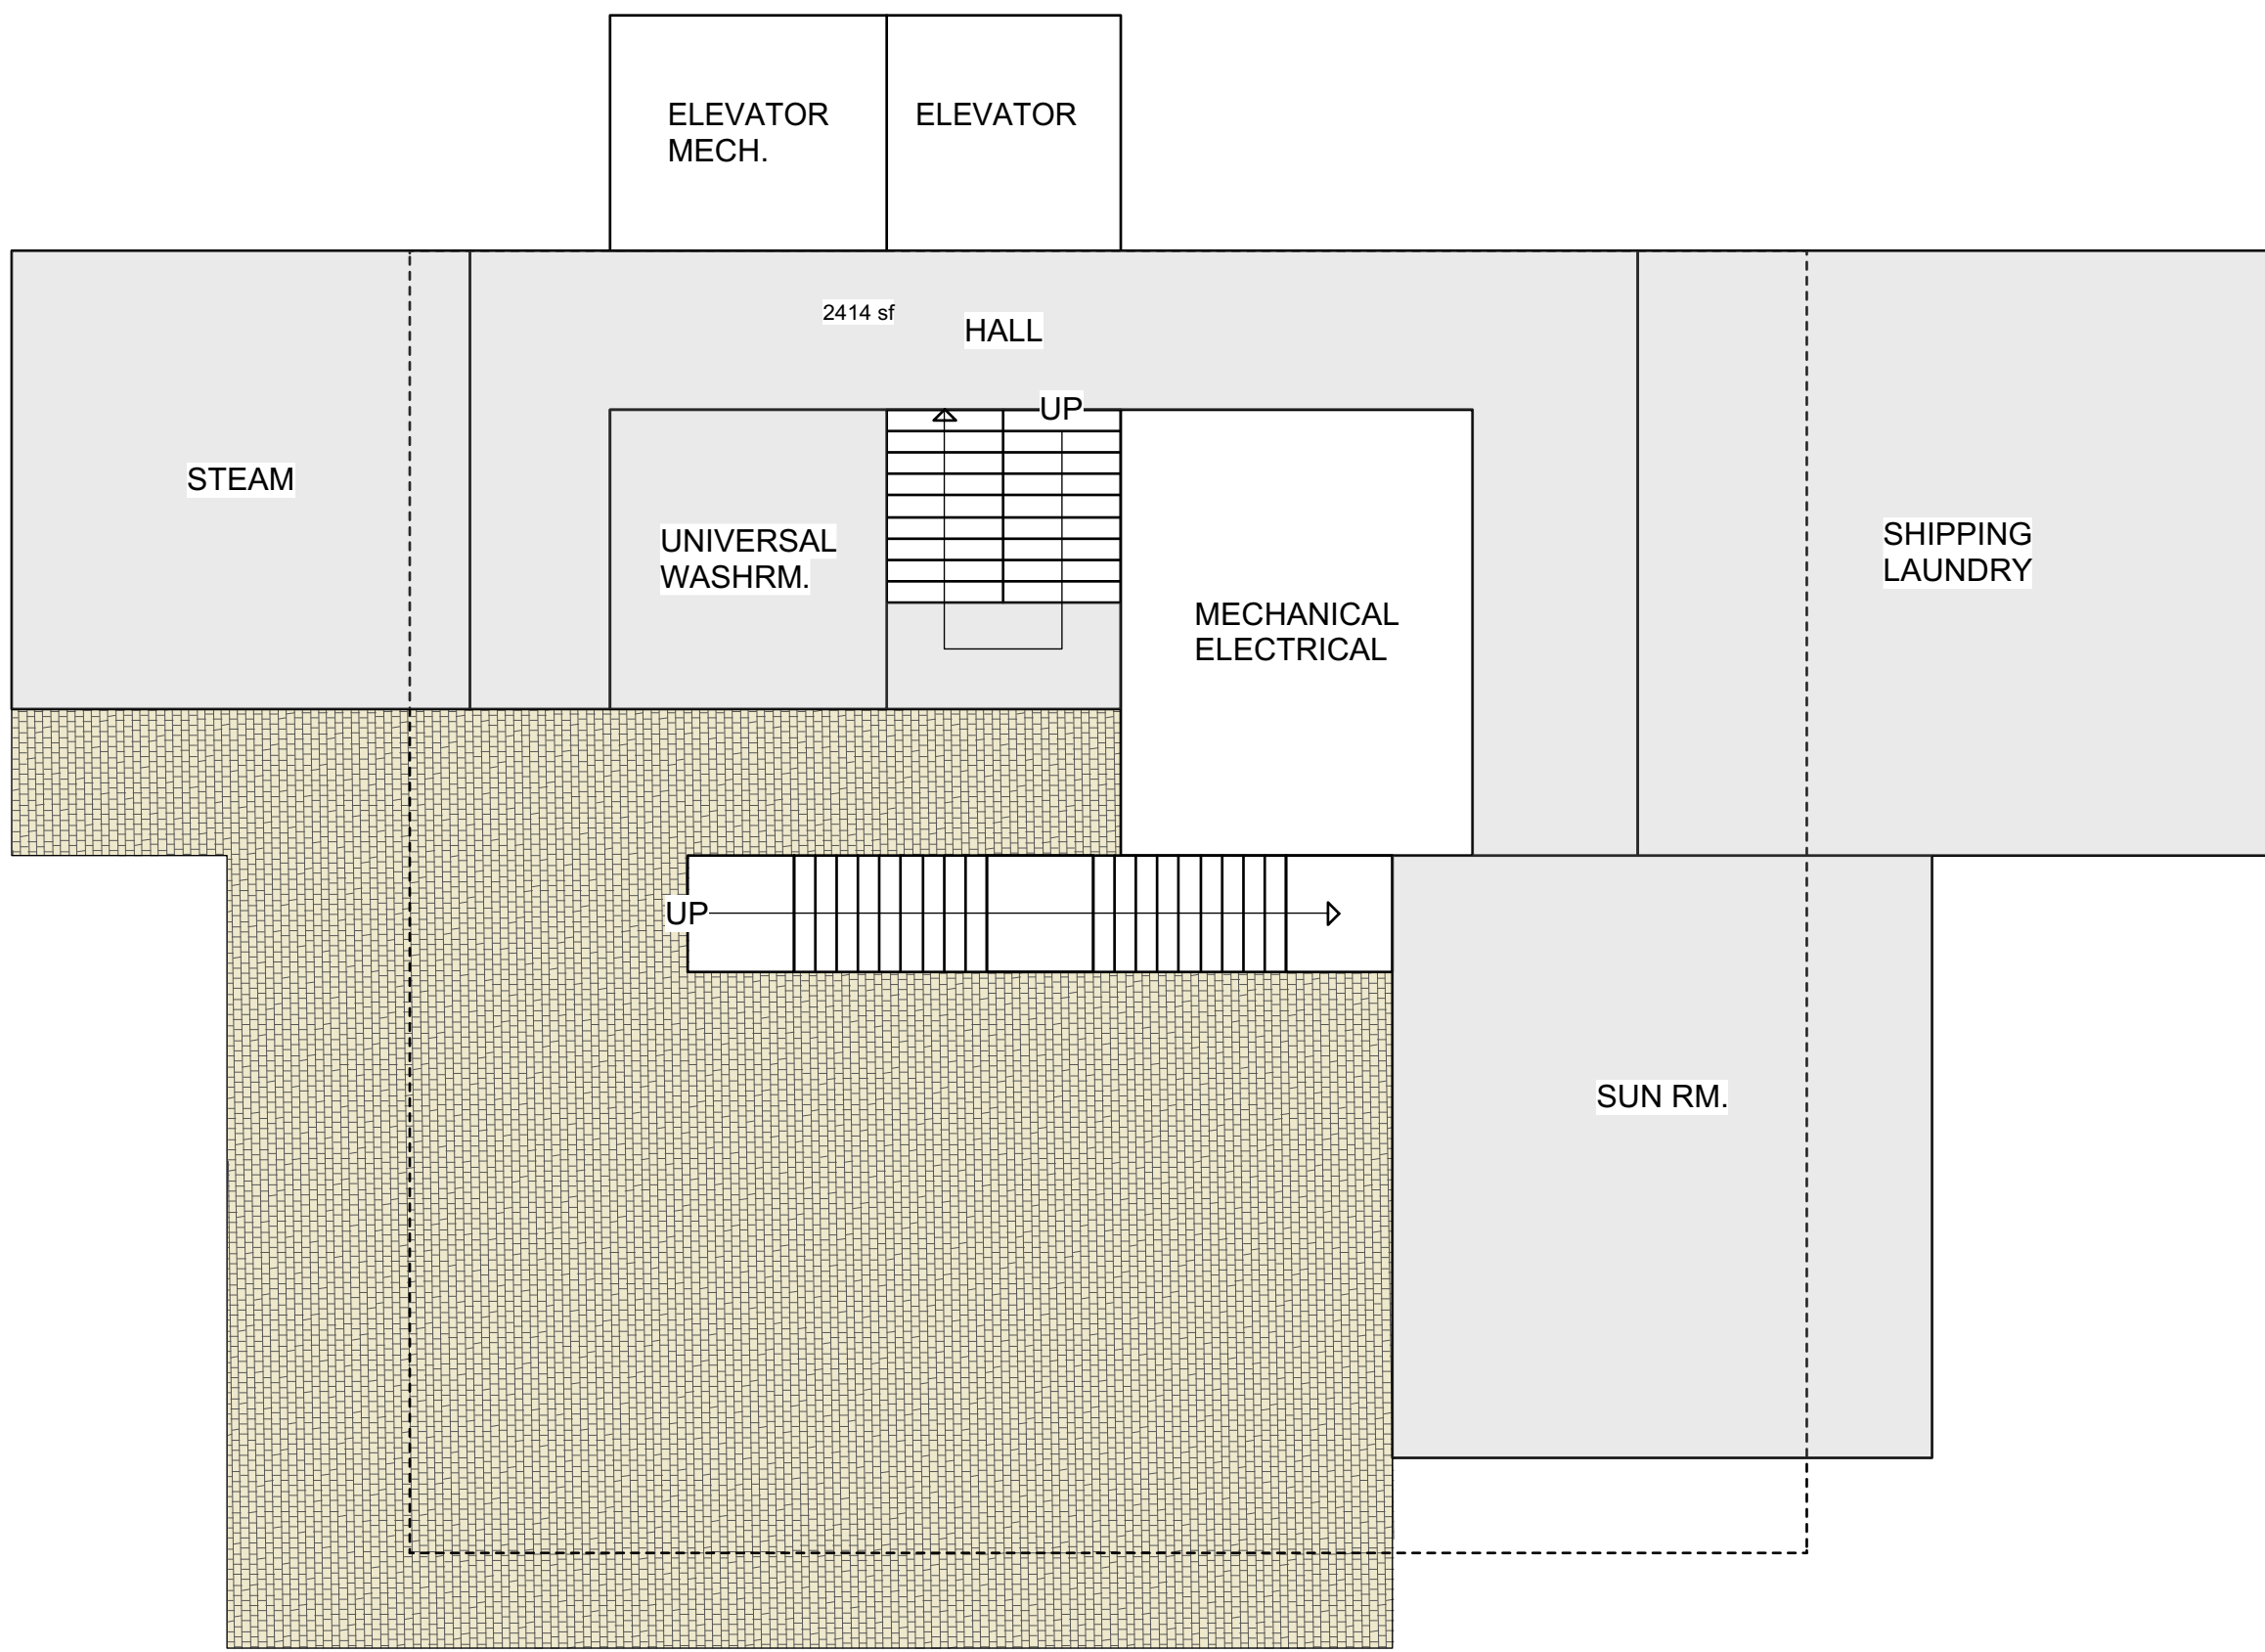 ELEVATOR
MECH.
ELEVATOR
2414 sf
HALL
UP
STEAM
UNIVERSAL
WASHRM.
SHIPPING
LAUNDRY
MECHANICAL
ELECTRICAL
UP
SUN RM.